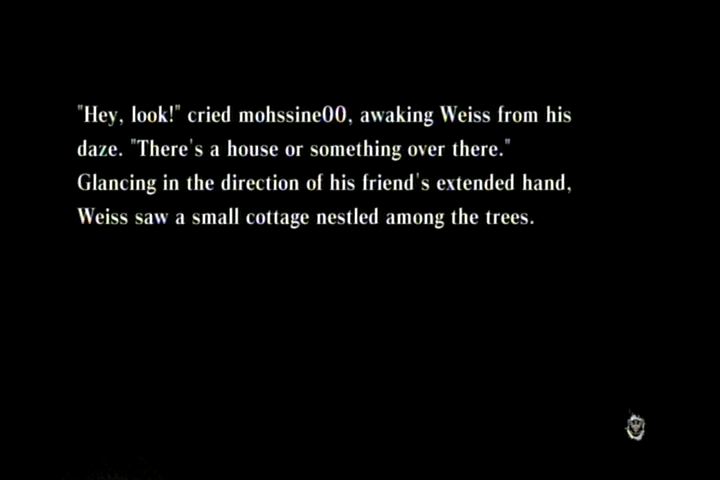 "Hey, look!" cried mohssine00, awaking Weiss from his
daze. "There's a house or something over there."
Glancing in the direction of his friend's extended hand,
Weiss saw a small cottage nestled among the trees.